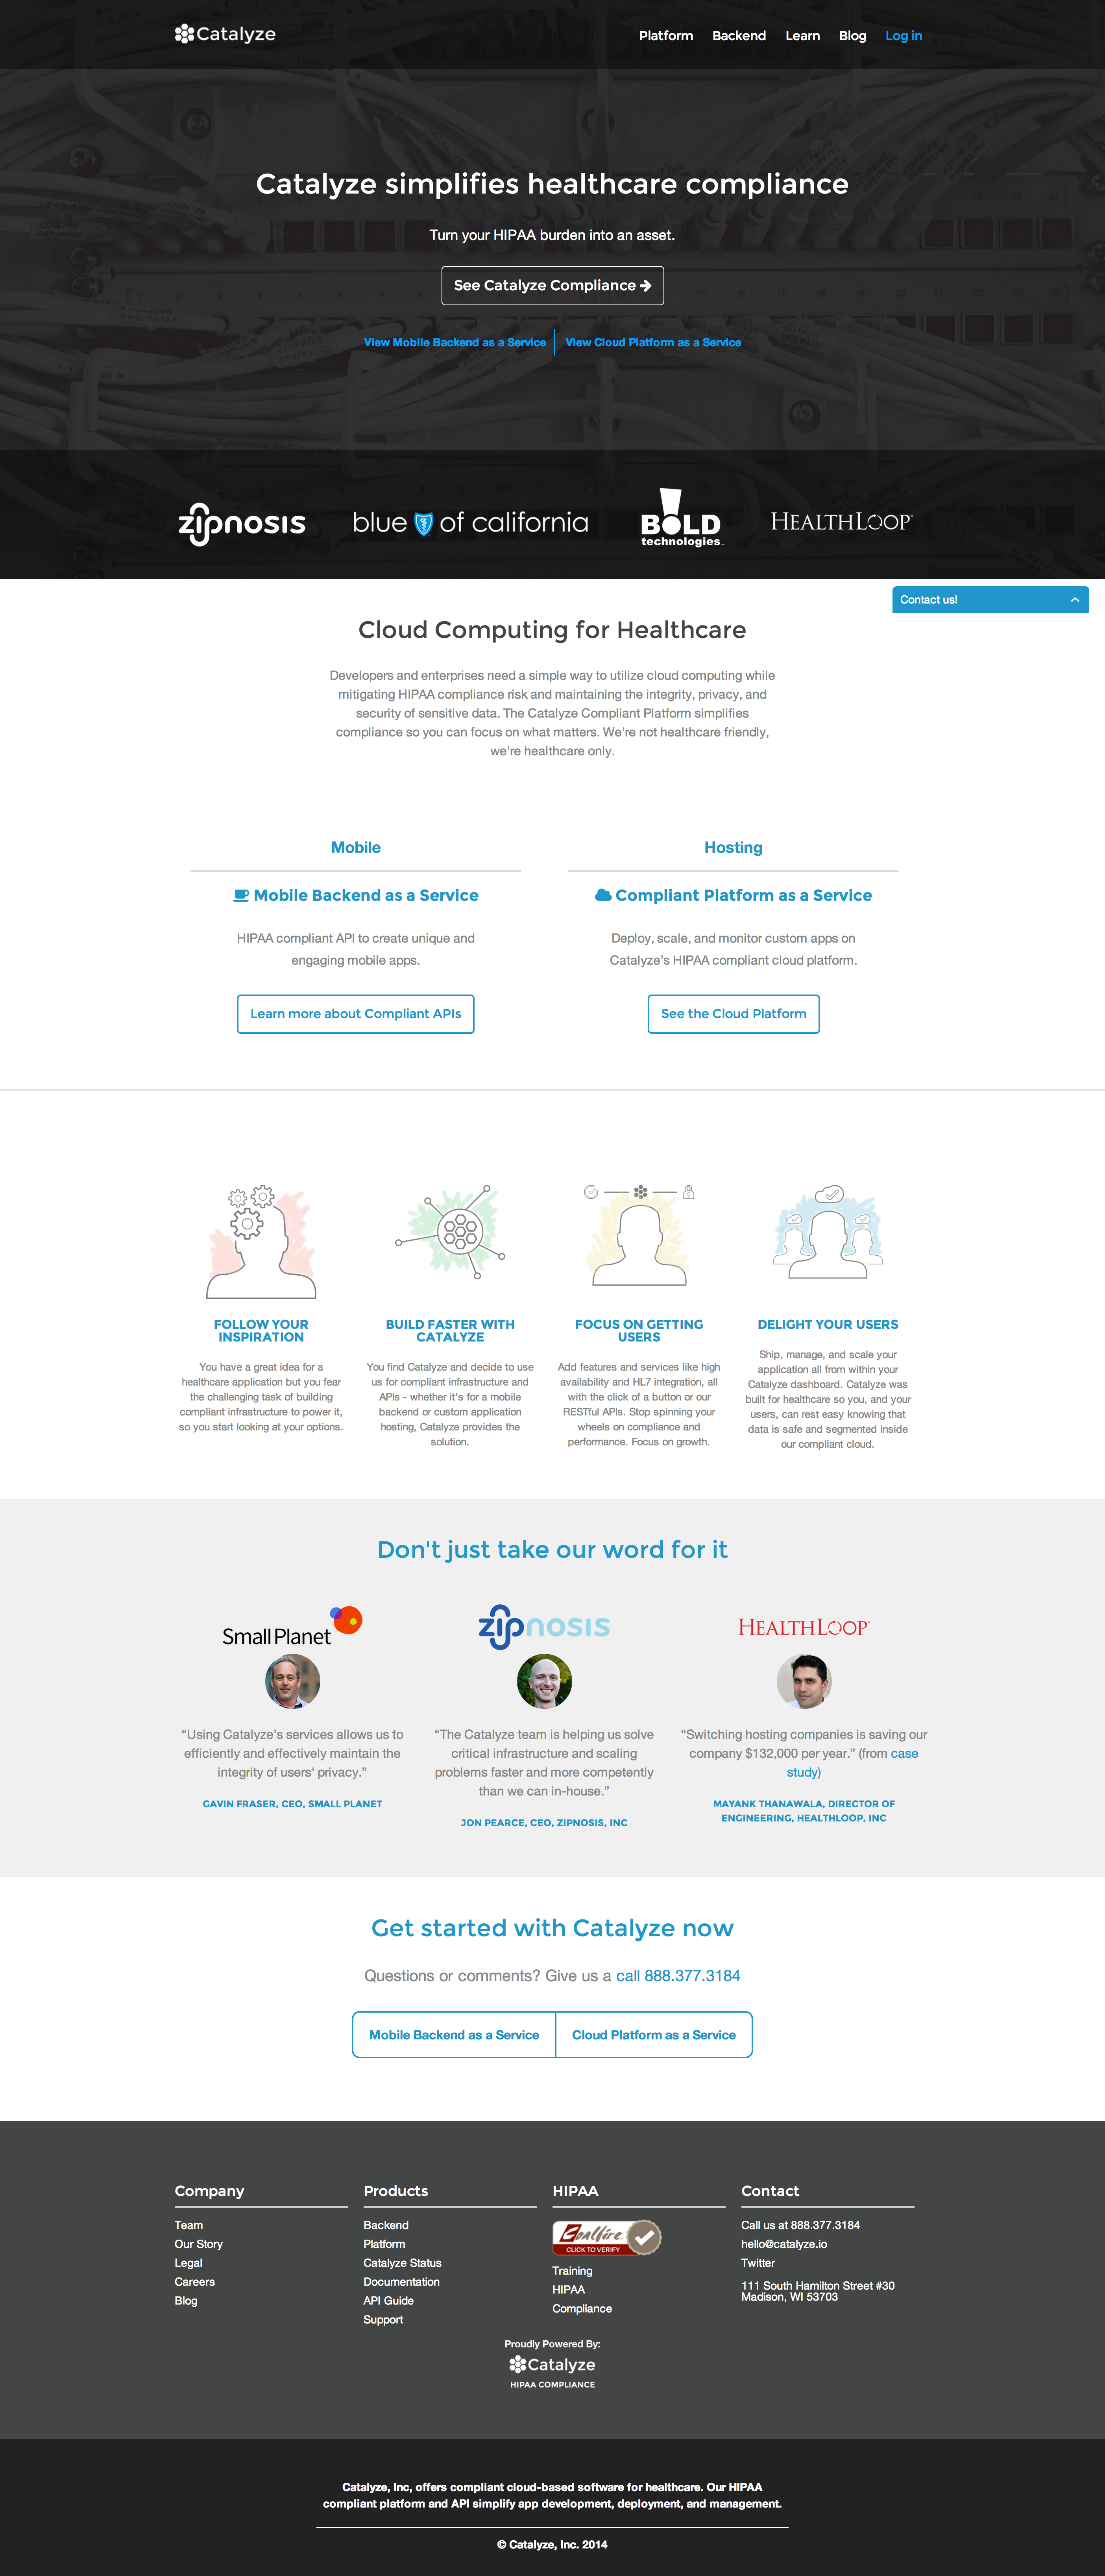 Catalyze
Platform Backend Learn Blog Log in
Catalyze simplifies healthcare compliance
Turn your HIPAA burden into an asset.
See Catalyze Compliance
View Mobile Backend as a Service
View Cloud Platform as a Service
zipnosis
blue of california
BOLD
technologies
HEALTHLOOP
Contact us!
Cloud Computing for Healthcare
Developers and enterprises need a simple way to utilize cloud computing while
mitigating HIPAA compliance risk and maintaining the integrity, privacy, and
security of sensitive data. The Catalyze Compliant Platform simplifies
compliance so you can focus on what matters. We're not healthcare friendly,
we're healthcare only.
Mobile
Mobile Backend as a Service
HIPAA compliant API to create unique and
engaging mobile apps.
Learn more about Compliant APIs
Hosting
Compliant Platform as a Service
Deploy, scale, and monitor custom apps on
Catalyze’s HIPAA compliant cloud platform.
See the Cloud Platform
FOLLOW YOUR
INSPIRATION
You have a great idea for a
healthcare application but you fear
the challenging task of building
compliant infrastructure to power it,
so you start looking at your options.
BUILD FASTER WITH
CATALYZE
You find Catalyze and decide to use
us for compliant infrastructure and
APIs - whether it's for a mobile
backend or custom application
hosting, Catalyze provides the
solution.
FOCUS ON GETTING
USERS
Add features and services like high
availability and HL7 integration, all
with the click of a button or our
RESTful APIs. Stop spinning your
wheels on compliance and
performance. Focus on growth.
DELIGHT YOUR USERS
Ship, manage, and scale your
application all from within your
Catalyze dashboard. Catalyze was
built for healthcare so you, and your
users, can rest easy knowing that
data is safe and segmented inside
our compliant cloud.
Don't just take our word for it
Small Planet
“Using Catalyze’s services allows us to
efficiently and effectively maintain the
integrity of users’ privacy.”
GAVIN FRASER, CEO, SMALL PLANET
zipnosis
“The Catalyze team is helping us solve
critical infrastructure and scaling
problems faster and more competently
than we can in-house.”
JON PEARCE, CEO, ZIPNOSIS, INC
HEALTHLOOP
“Switching hosting companies is saving our
company $132,000 per year.” (from case
study)
MAYANK THANAWALA, DIRECTOR OF
ENGINEERING, HEALTHLOOP, INC
Get started with Catalyze now
Questions or comments? Give us a call 888.377.3184
Mobile Backend as a Service
Cloud Platform as a Service
Company
Team
Our Story
Legal
Careers
Blog
Products
Backend
Platform
Catalyze Status
Documentation
API Guide
Support
HIPAA
Coalfire
CLICK TO VERIFY
Training
HIPAA
Compliance
Contact
Call us at 888.377.3184
hello@catalyze.io
Twitter
111 South Hamilton Street #30
Madison, WI 53703
Proudly Powered By:
Catalyze
HIPAA COMPLIANCE
Catalyze, Inc, offers compliant cloud-based software for healthcare. Our HIPAA
compliant platform and API simplify app development, deployment, and management.
© Catalyze, Inc. 2014